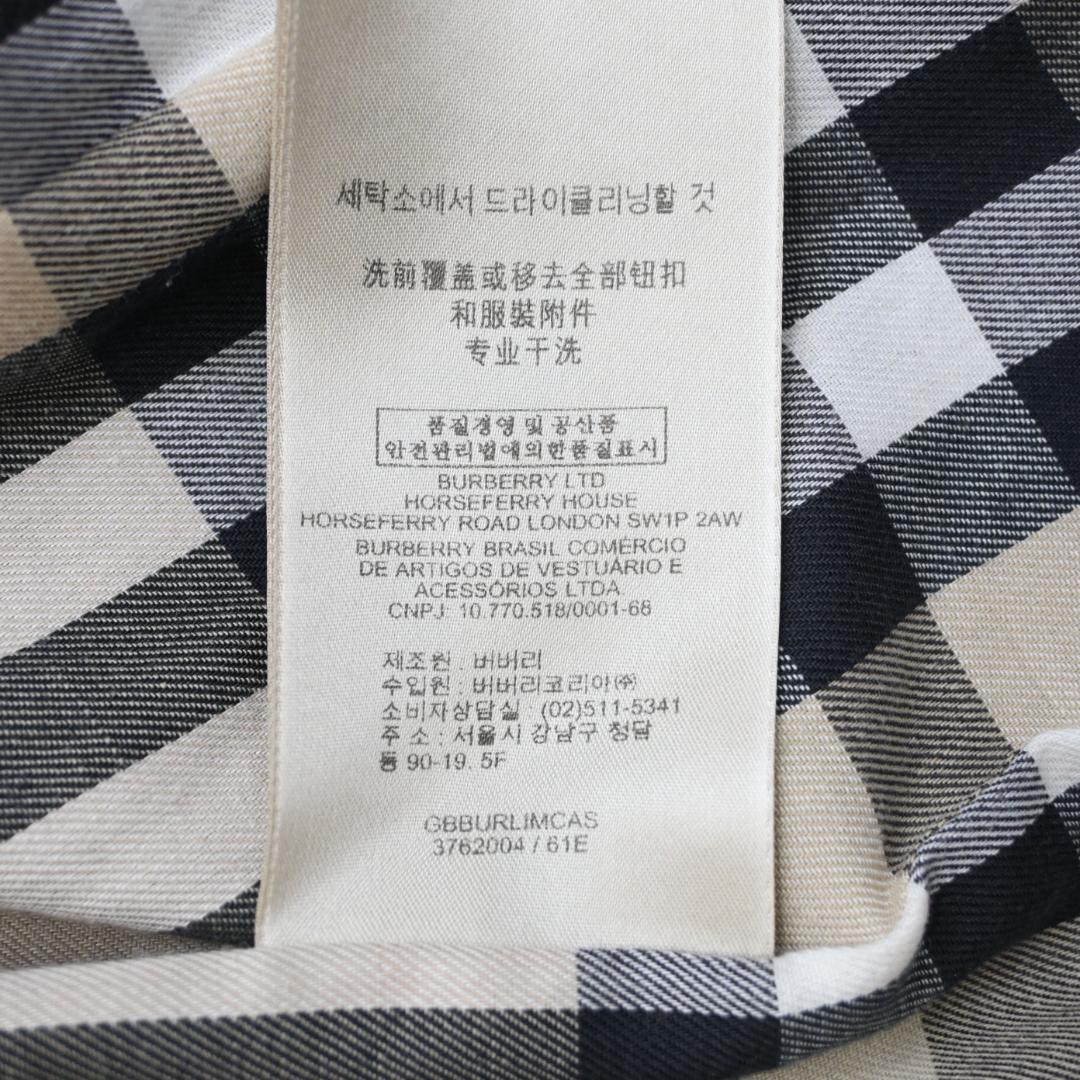 세탁소에서 드라이클리닝할 것
洗前覆盖或移去全部钮扣
和服裝附件
专业干洗
품질경영 및 공산품
안전관리법에의한품질표시
BURBERRY LTD
HORSEFERRY HOUSE
HORSEFERRY ROAD LONDON SW1P 2AW
BURBERRY BRASIL COMÉRCIO
DE ARTIGOS DE VESTUÁRIO E
ACESSÓRIOS LTDA
CNPJ: 10.770.518/0001-68
제조원 : 버버리
수입원 : 버버리코리아㈜
소비자상담실 : (02)511-5341
주 소 : 서울시 강남구 청담
동 90-19. 5F
GBBURLIMCAS
3762004 / 61E